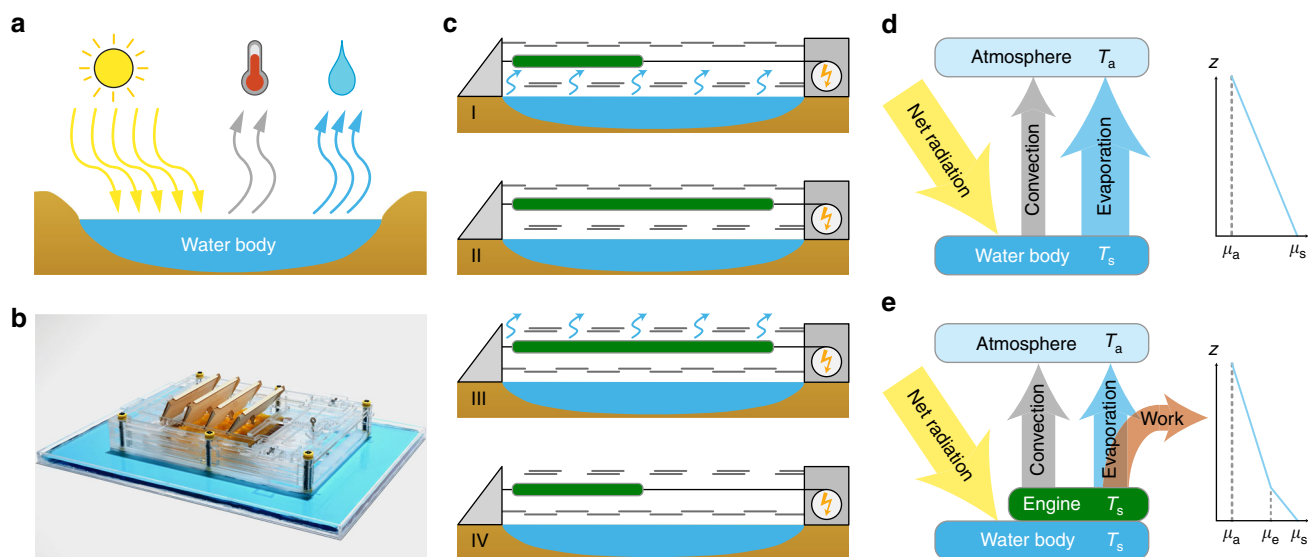 a
Water body
b
c
I
II
III
IV
d
Atmosphere Tₐ
Net radiation
Convection
Evaporation
Water body Tₛ
z
μₐ μₛ
e
Atmosphere Tₐ
Net radiation
Convection
Evaporation
Work
Engine Tₛ
Water body Tₛ
z
μₐ μₑ μₛ